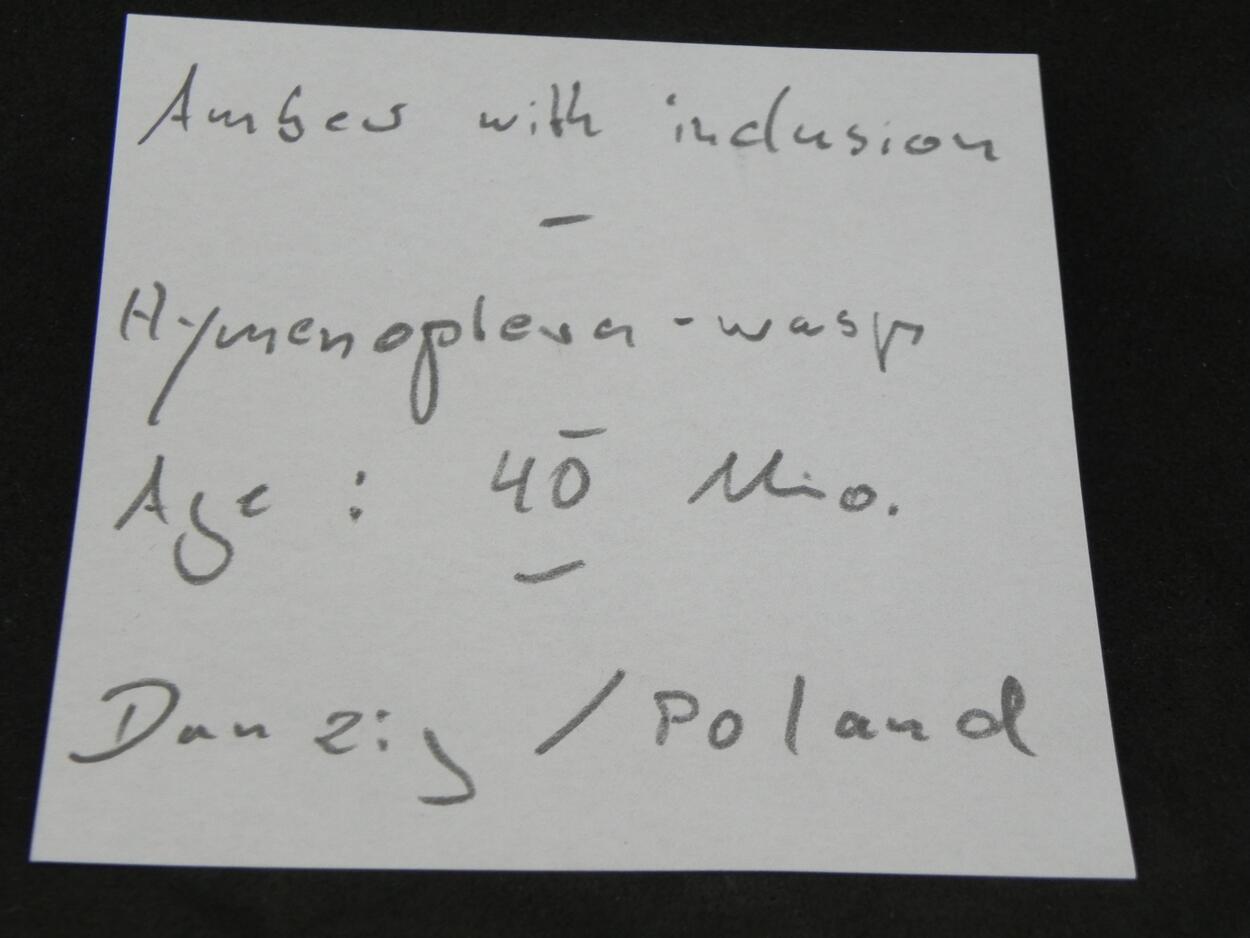 Amber with inclusion
-
Hymenoptera-wasp
-
Age : 40 Mio.
-
Danzig / Poland